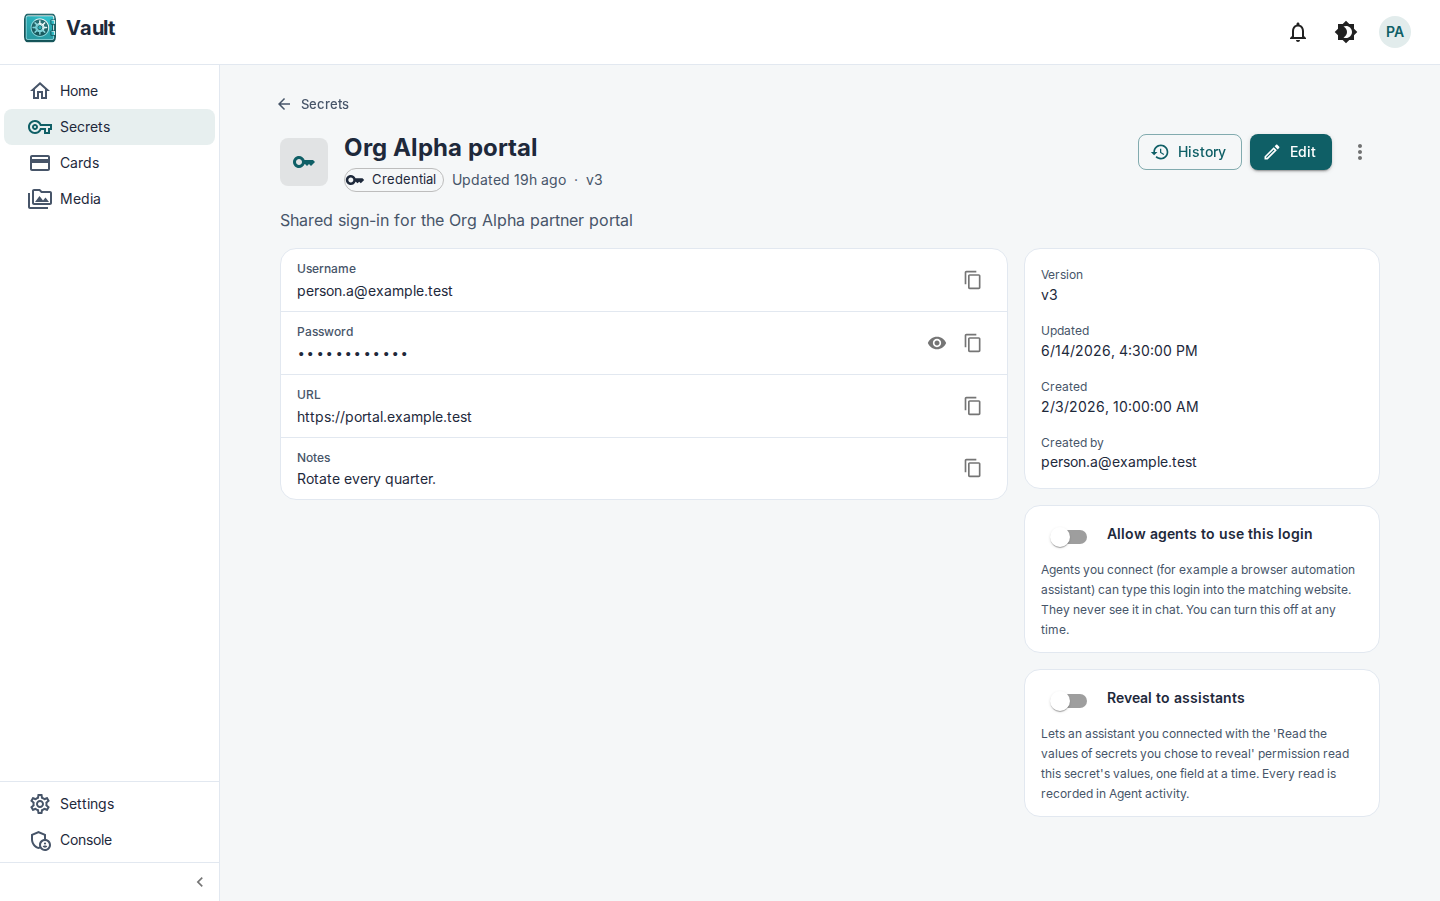 Vault
PA
Home
Secrets
Cards
Media
Settings
Console
Secrets
Org Alpha portal
Credential
Updated 19h ago · v3
History
Edit
Shared sign-in for the Org Alpha partner portal
Username
person.a@example.test
Password
••••••••••••
URL
https://portal.example.test
Notes
Rotate every quarter.
Version
v3
Updated
6/14/2026, 4:30:00 PM
Created
2/3/2026, 10:00:00 AM
Created by
person.a@example.test
Allow agents to use this login
Agents you connect (for example a browser automation
assistant) can type this login into the matching website.
They never see it in chat. You can turn this off at any
time.
Reveal to assistants
Lets an assistant you connected with the 'Read the
values of secrets you chose to reveal' permission read
this secret's values, one field at a time. Every read is
recorded in Agent activity.